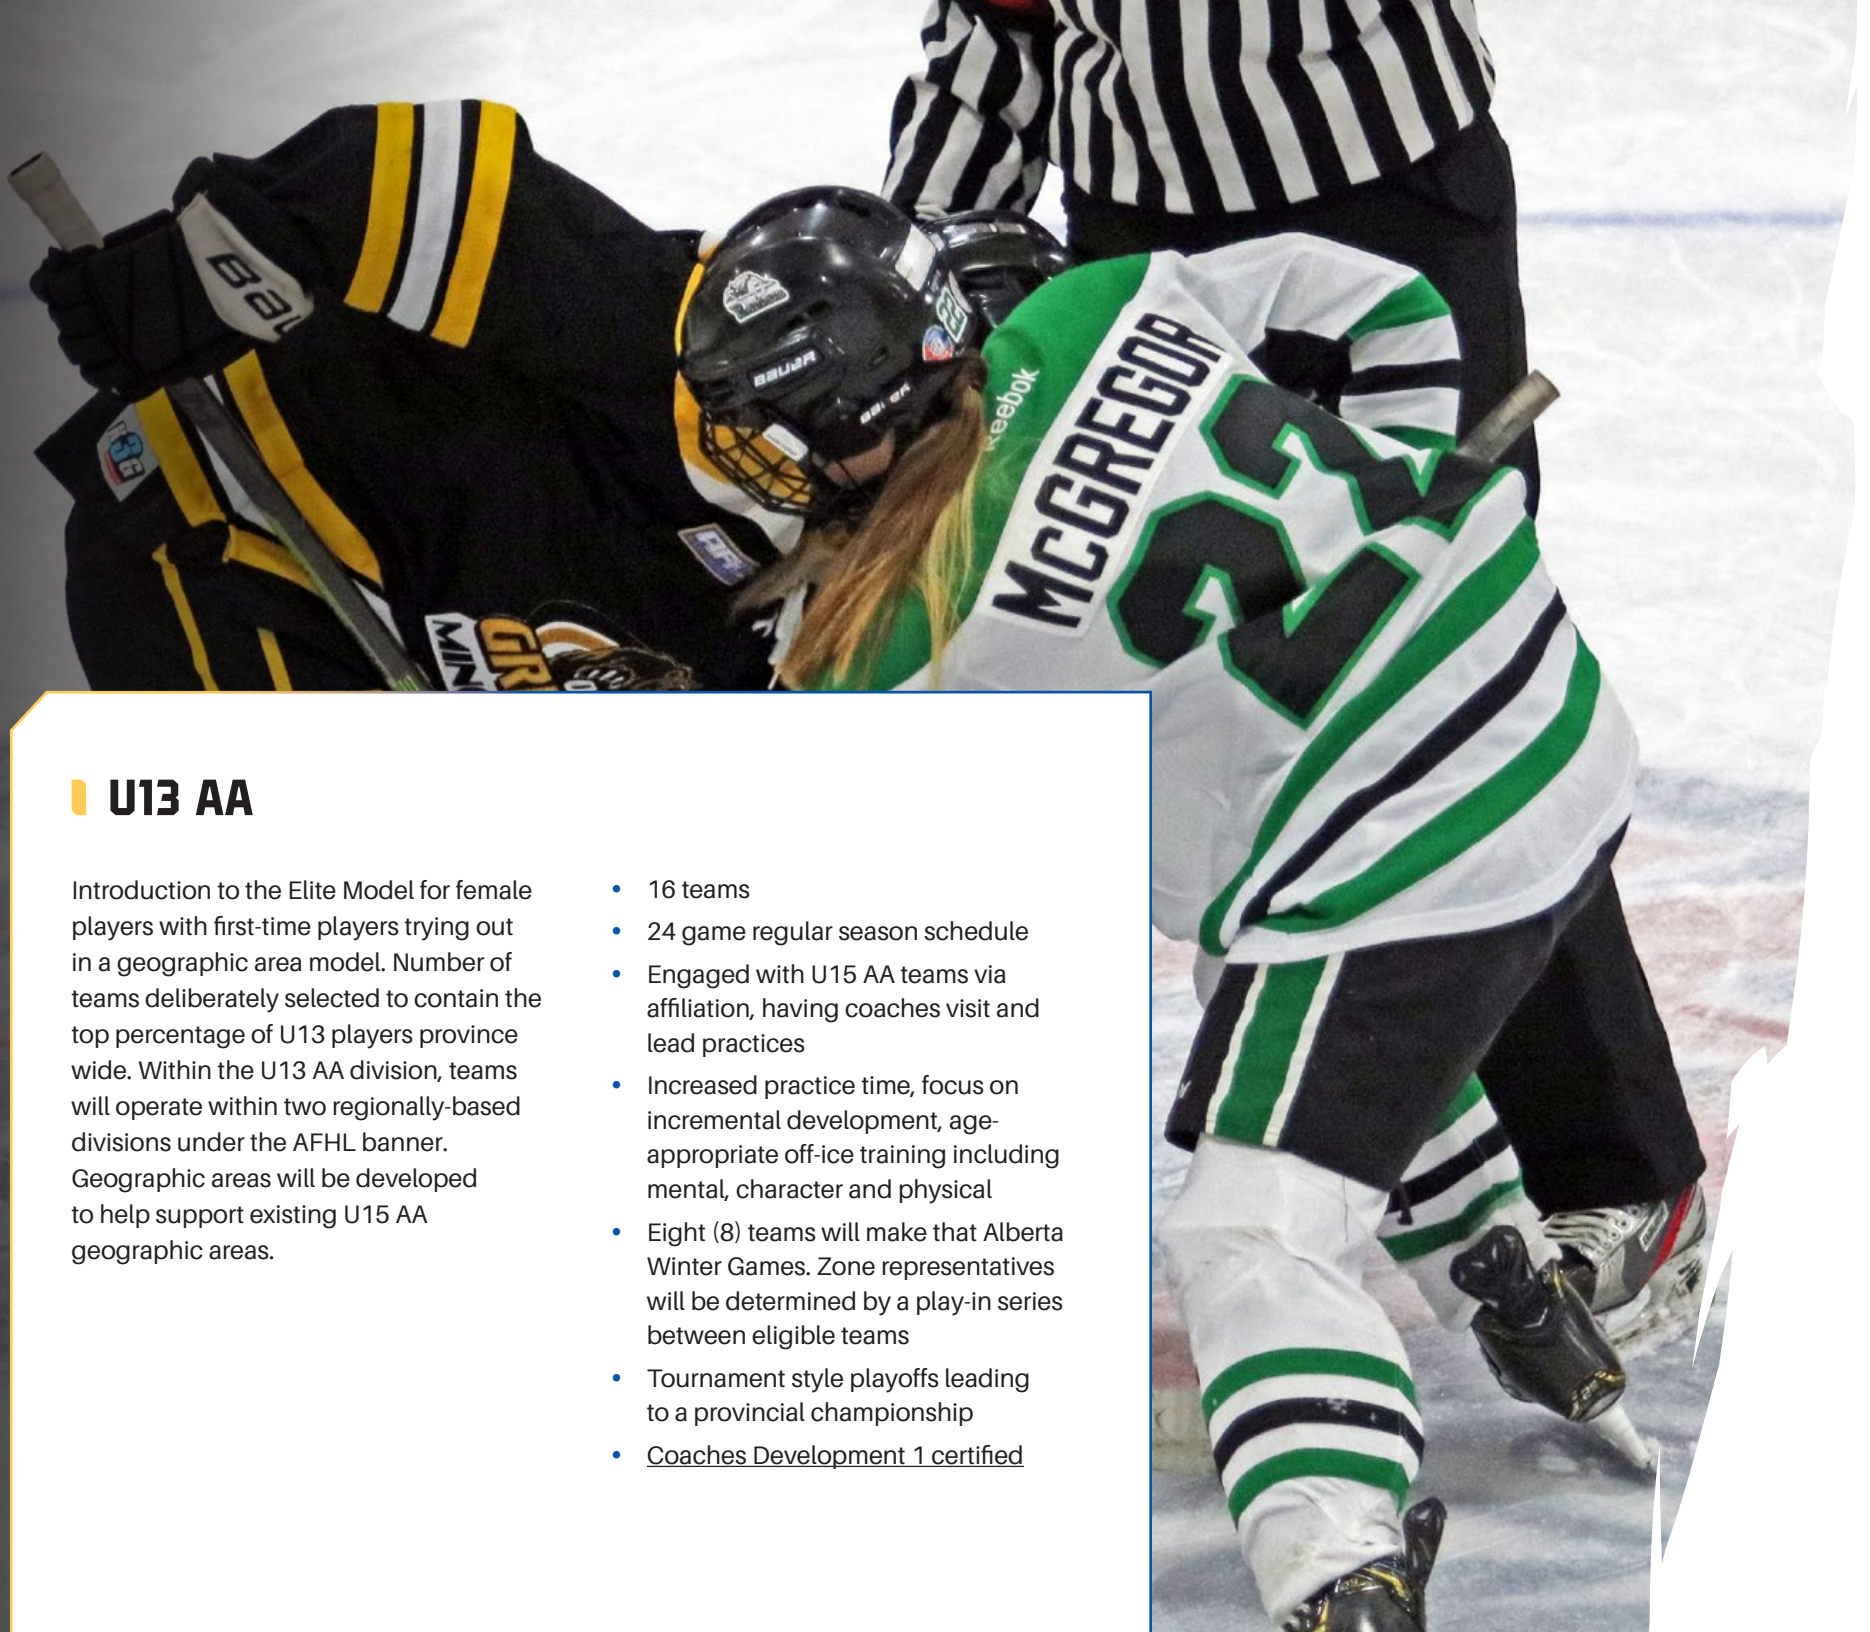 Bau
BAUER
BAUER
22
Reebok
McGREGOR
22
MIN
GR
U13 AA
Introduction to the Elite Model for female
players with first-time players trying out
in a geographic area model. Number of
teams deliberately selected to contain the
top percentage of U13 players province
wide. Within the U13 AA division, teams
will operate within two regionally-based
divisions under the AFHL banner.
Geographic areas will be developed
to help support existing U15 AA
geographic areas.
• 16 teams
• 24 game regular season schedule
• Engaged with U15 AA teams via
affiliation, having coaches visit and
lead practices
• Increased practice time, focus on
incremental development, age-
appropriate off-ice training including
mental, character and physical
• Eight (8) teams will make that Alberta
Winter Games. Zone representatives
will be determined by a play-in series
between eligible teams
• Tournament style playoffs leading
to a provincial championship
• Coaches Development 1 certified